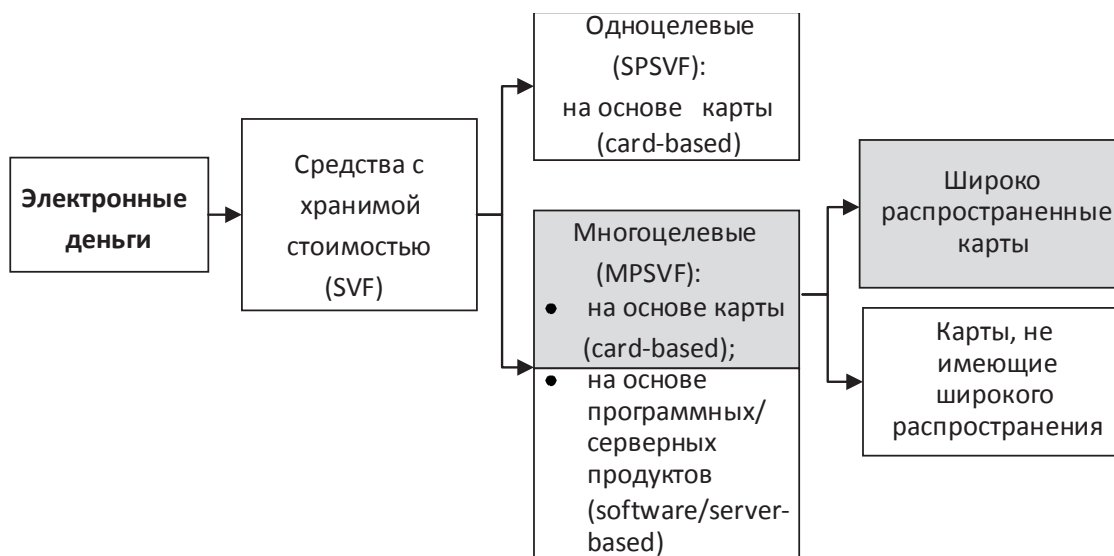 Электронные
деньги
Средства с
хранимой
стоимостью
(SVF)
Одноцелевые
(SPSVF):
на основе карты
(card-based)
Многоцелевые
(MPSVF):
● на основе карты
(card-based);
● на основе
программных/
серверных
продуктов
(software/server-
based)
Широко
распространенные
карты
Карты, не
имеющие
широкого
распространения